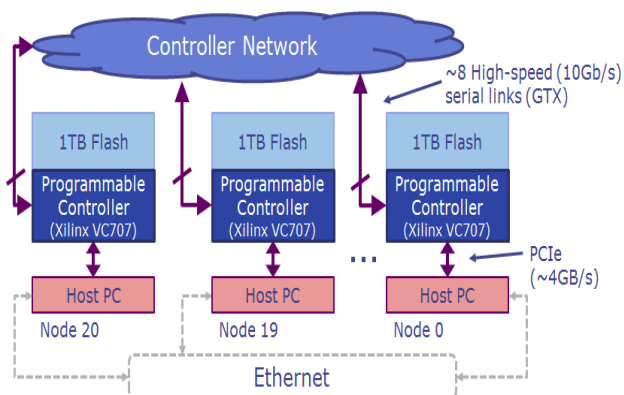 Controller Network
~8 High-speed (10Gb/s)
serial links (GTX)
1TB Flash
1TB Flash
1TB Flash
Programmable
Controller
(Xilinx VC707)
Programmable
Controller
(Xilinx VC707)
Programmable
Controller
(Xilinx VC707)
...
PCIe
(~4GB/s)
Host PC
Host PC
Host PC
Node 20
Node 19
Node 0
Ethernet